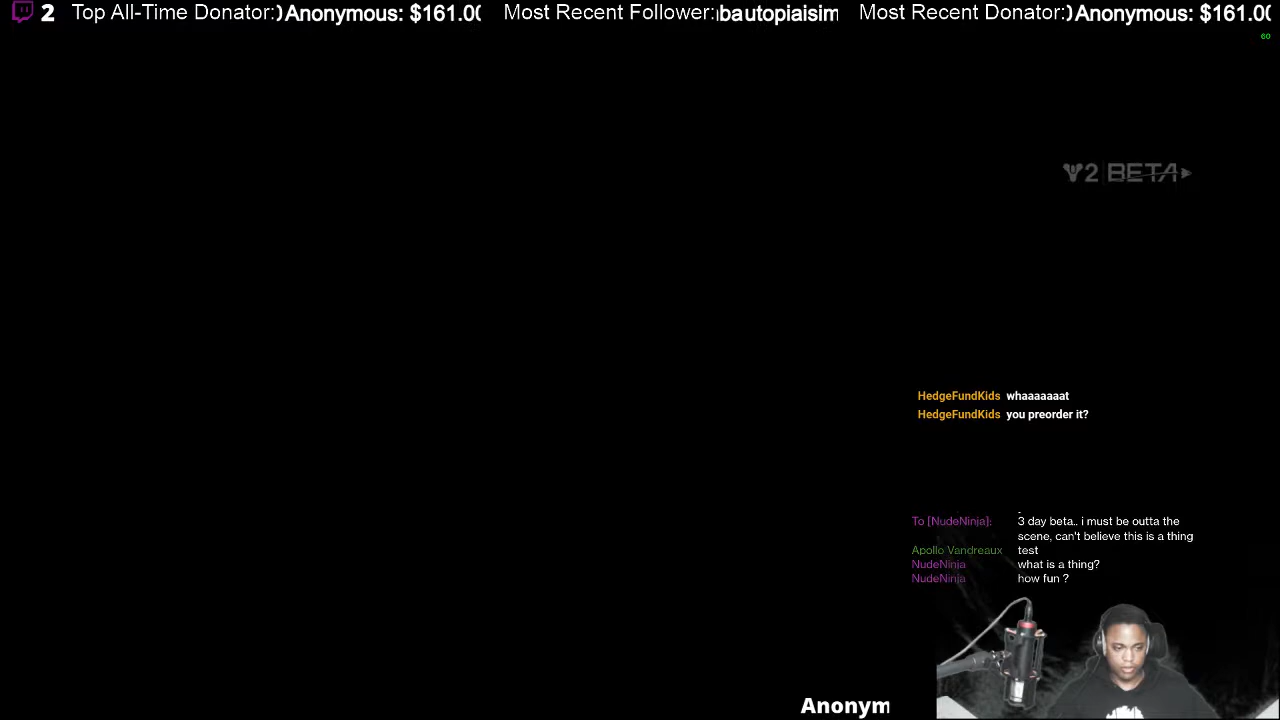 2 Top All-Time Donator: )Anonymous: $161.0( Most Recent Follower: bautopiaisim Most Recent Donator: )Anonymous: $161.0(
60
2 BETA
HedgeFundKids whaaaaaaat
HedgeFundKids you preorder it?
To [NudeNinja]: 3 day beta.. i must be outta the
scene, can't believe this is a thing
Apollo Vandreaux test
NudeNinja what is a thing?
NudeNinja how fun ?
Anonym